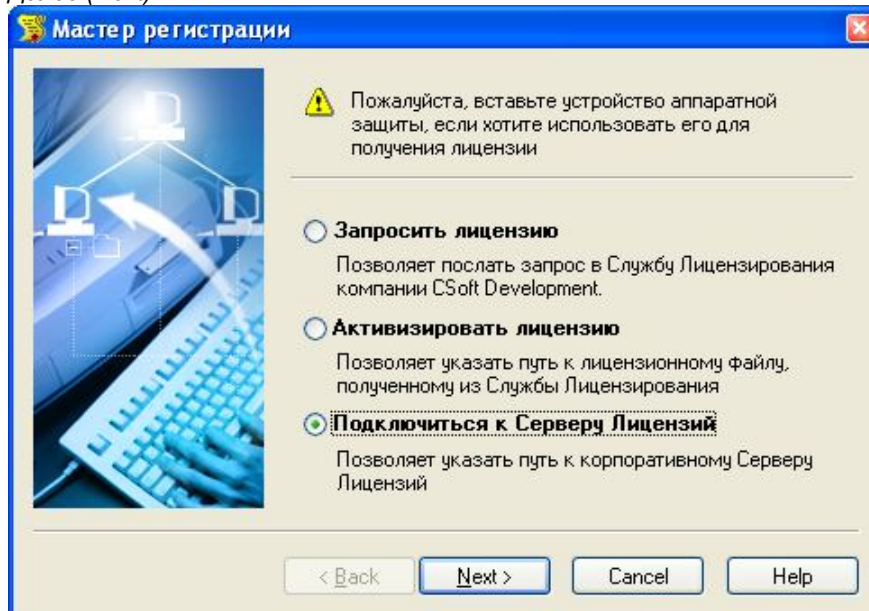 Мастер регистрации
Пожалуйста, вставьте устройство аппаратной
защиты, если хотите использовать его для
получения лицензии
Запросить лицензию
Позволяет послать запрос в Службу Лицензирования
компании CSoft Development.
Активизировать лицензию
Позволяет указать путь к лицензионному файлу,
полученному из Службы Лицензирования
Подключиться к Серверу Лицензий
Позволяет указать путь к корпоративному Серверу
Лицензий
< Back
Next >
Cancel
Help